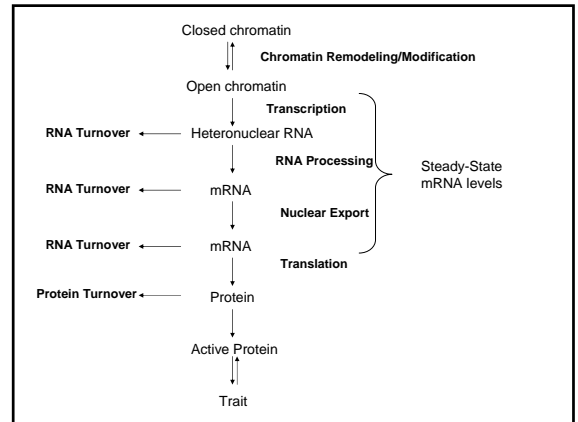 Closed chromatin
Chromatin Remodeling/Modification
Open chromatin
Transcription
RNA Turnover
Heteronuclear RNA
RNA Processing
Steady-State
mRNA levels
RNA Turnover
mRNA
Nuclear Export
RNA Turnover
mRNA
Translation
Protein Turnover
Protein
Active Protein
Trait